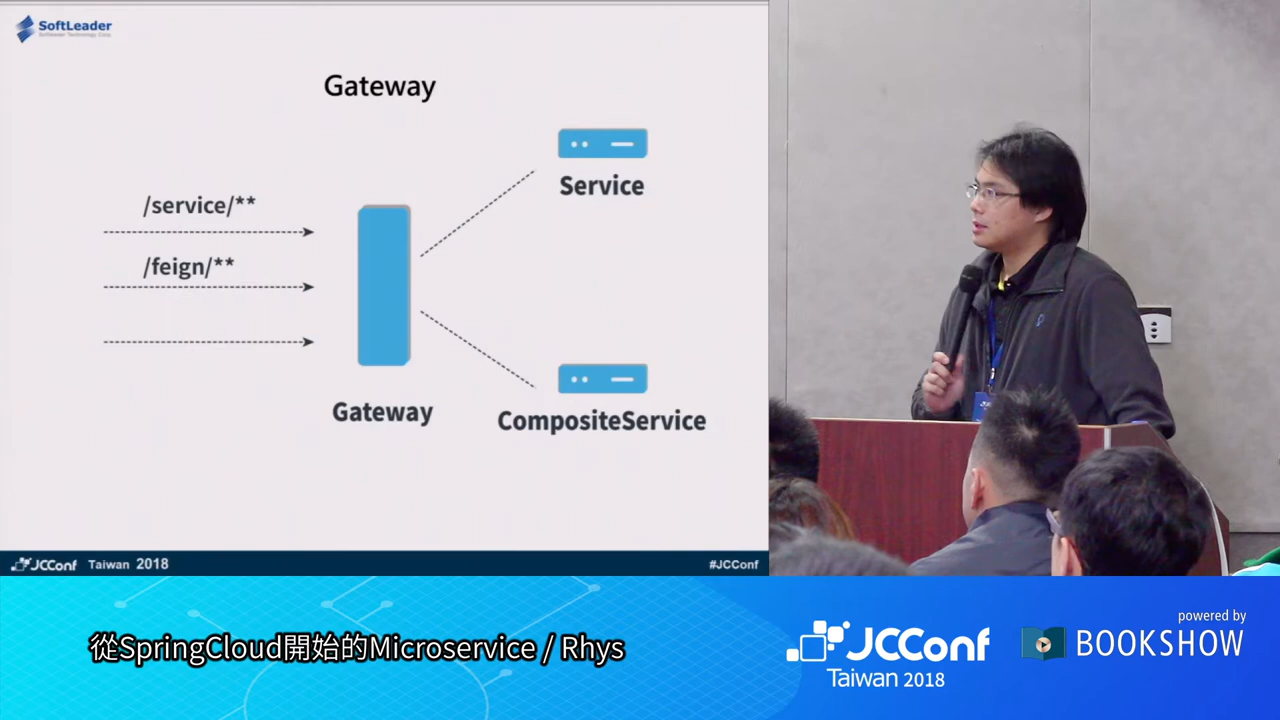 SoftLeader
Gateway
Service
/service/**
/feign/**
Gateway
CompositeService
JCConf Taiwan 2018
#JCConf
從SpringCloud開始的Microservice / Rhys
JCConf
Taiwan 2018
powered by
BOOKSHOW